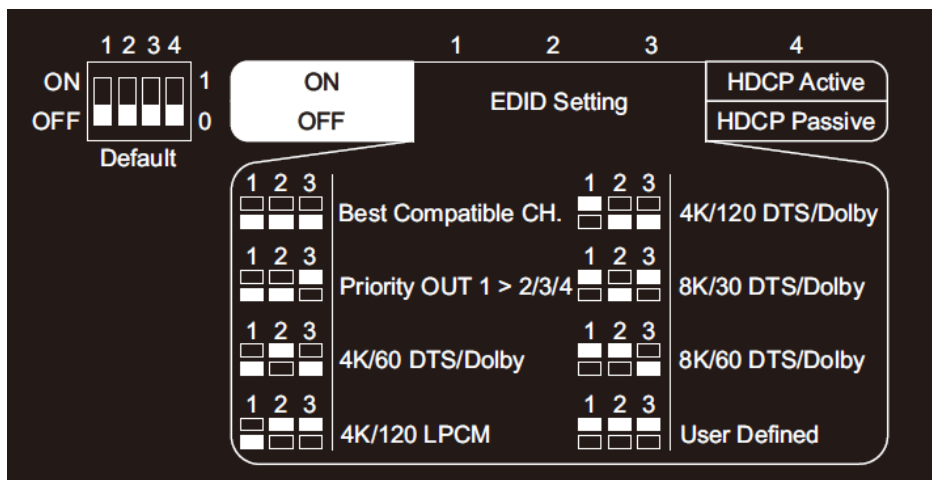 1 2 3 4
ON 1
OFF 0
Default
1 2 3 4
ON
OFF
EDID Setting
HDCP Active
HDCP Passive
1 2 3
Best Compatible CH.
1 2 3
Priority OUT 1 > 2/3/4
1 2 3
4K/60 DTS/Dolby
1 2 3
4K/120 LPCM
1 2 3
4K/120 DTS/Dolby
1 2 3
8K/30 DTS/Dolby
1 2 3
8K/60 DTS/Dolby
1 2 3
User Defined